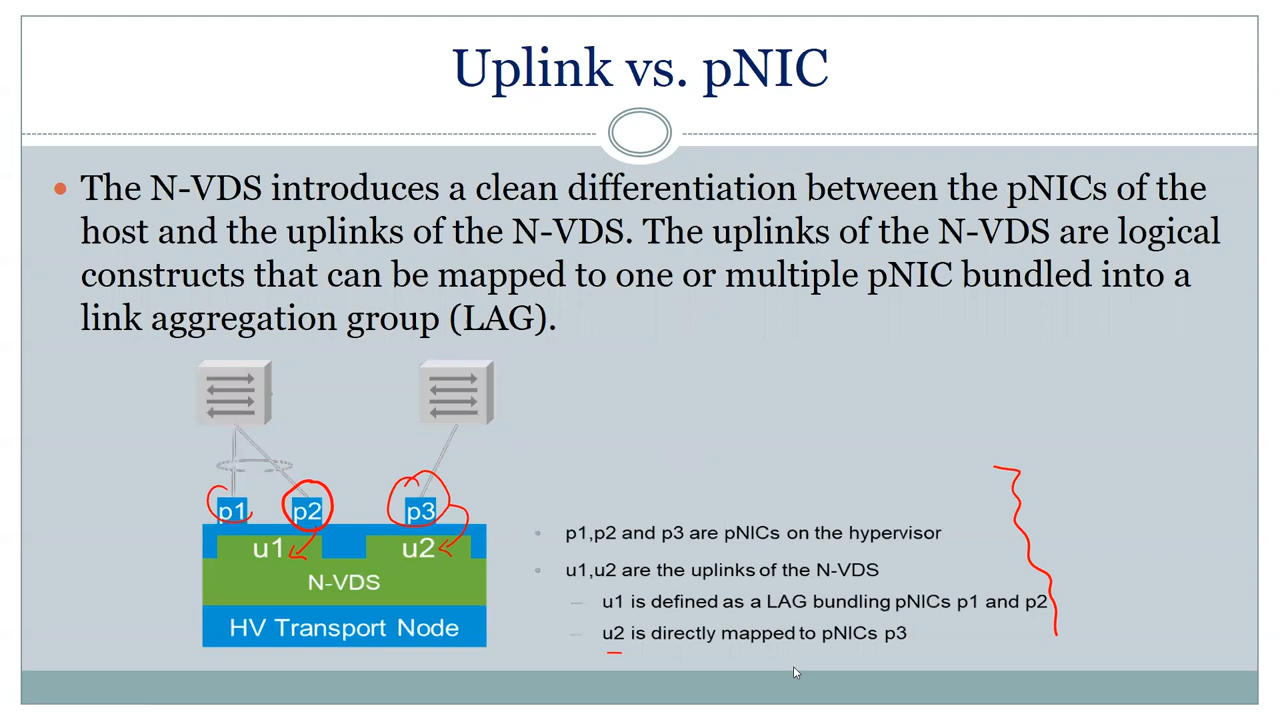 Uplink vs. pNIC
The N-VDS introduces a clean differentiation between the pNICs of the
host and the uplinks of the N-VDS. The uplinks of the N-VDS are logical
constructs that can be mapped to one or multiple pNIC bundled into a
link aggregation group (LAG).
p1 p2 p3
u1 u2
N-VDS
HV Transport Node
p1,p2 and p3 are pNICs on the hypervisor
u1,u2 are the uplinks of the N-VDS
u1 is defined as a LAG bundling pNICs p1 and p2
u2 is directly mapped to pNICs p3